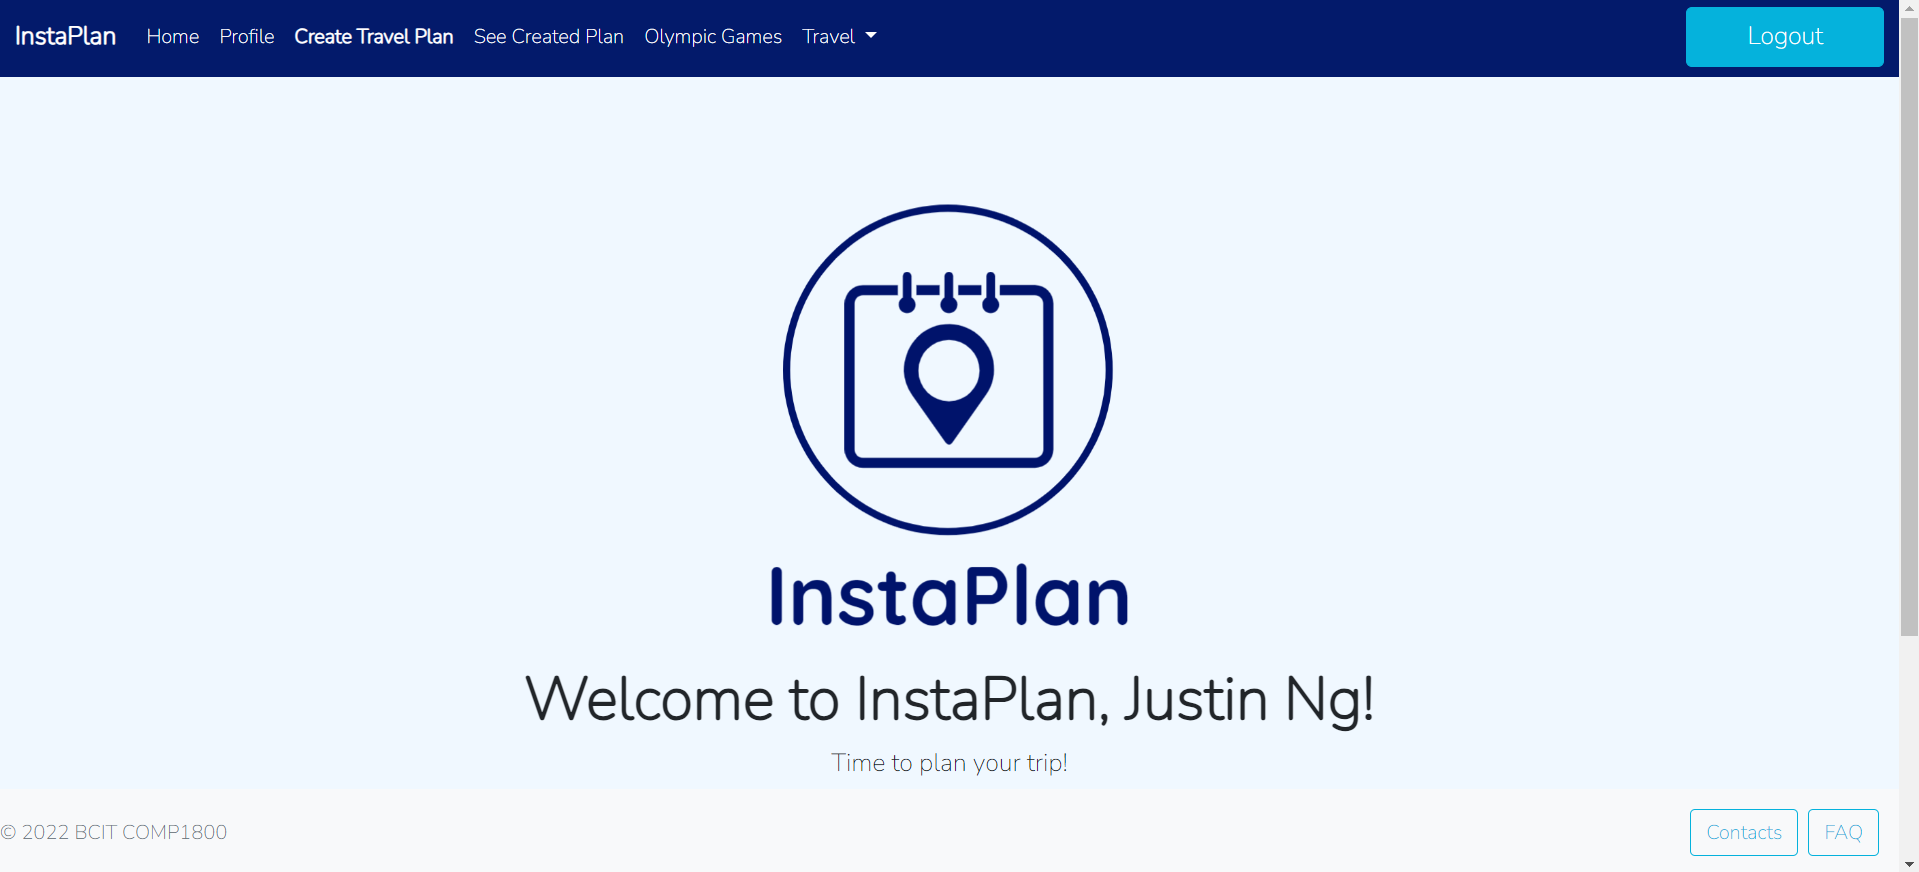 InstaPlan Home Profile Create Travel Plan See Created Plan Olympic Games Travel Logout
InstaPlan
Welcome to InstaPlan, Justin Ng!
Time to plan your trip!
© 2022 BCIT COMP1800 Contacts FAQ